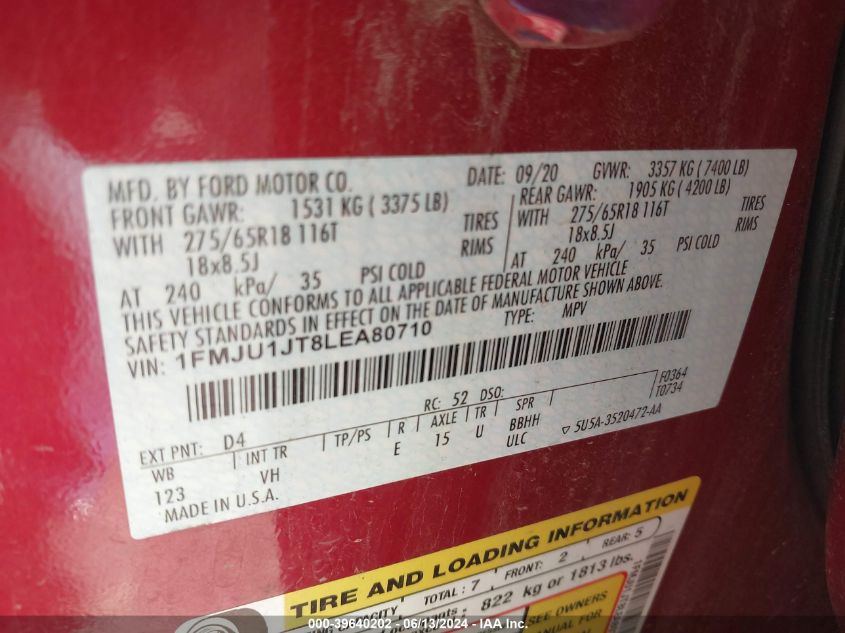 MFD. BY FORD MOTOR CO. DATE: 09/20 GVWR: 3357 KG ( 7400 LB)
FRONT GAWR: 1531 KG ( 3375 LB) REAR GAWR: 1905 KG ( 4200 LB)
WITH 275/65R18 116T TIRES WITH 275/65R18 116T TIRES
18x8.5J RIMS 18x8.5J RIMS
AT 240 kPa/ 35 PSI COLD AT 240 kPa/ 35 PSI COLD
THIS VEHICLE CONFORMS TO ALL APPLICABLE FEDERAL MOTOR VEHICLE
SAFETY STANDARDS IN EFFECT ON THE DATE OF MANUFACTURE SHOWN ABOVE.
VIN: 1FMJU1JT8LEA80710 TYPE: MPV
F0364
T0734
RC: 52 DSO:
EXT PNT: D4
WB INT TR TP/PS R AXLE TR SPR
123 VH E 15 U BBHH
ULC
▽ 5U5A-3520472-AA
MADE IN U.S.A.
TIRE AND LOADING INFORMATION
CAPACITY TOTAL: 7 FRONT: 2 REAR: 5
822 kg or 1813 lbs.
SEE OWNERS
MANUAL FOR
000-39640202 - 06/13/2024 - IAA Inc.